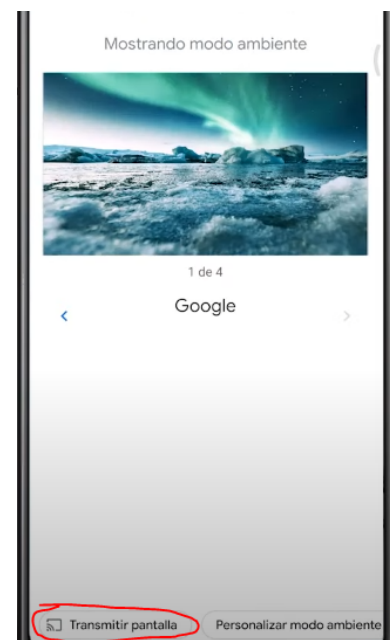 Mostrando modo ambiente
1 de 4
Google
Transmitir pantalla
Personalizar modo ambiente